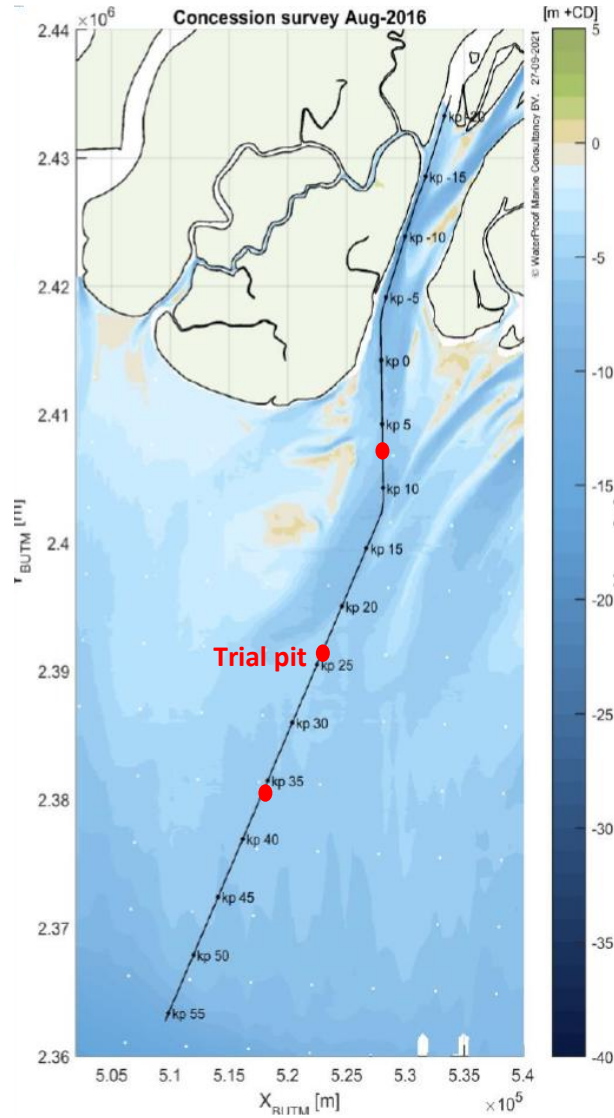 Concession survey Aug-2016
[m +CD]
×10⁶
2.44
2.43
2.42
2.41
2.4
2.39
2.38
2.37
2.36
kp -20
kp -15
kp -10
kp -5
kp 0
kp 5
kp 10
kp 15
kp 20
Trial pit
kp 25
kp 30
kp 35
kp 40
kp 45
kp 50
kp 55
5.05
5.1
5.15
5.2
5.25
5.3
5.35
5.4
X_BUTM [m]
×10⁵
5
0
-5
-10
-15
-20
-25
-30
-35
-40
© WaterProof Marine Consultancy BV. 27-09-2021